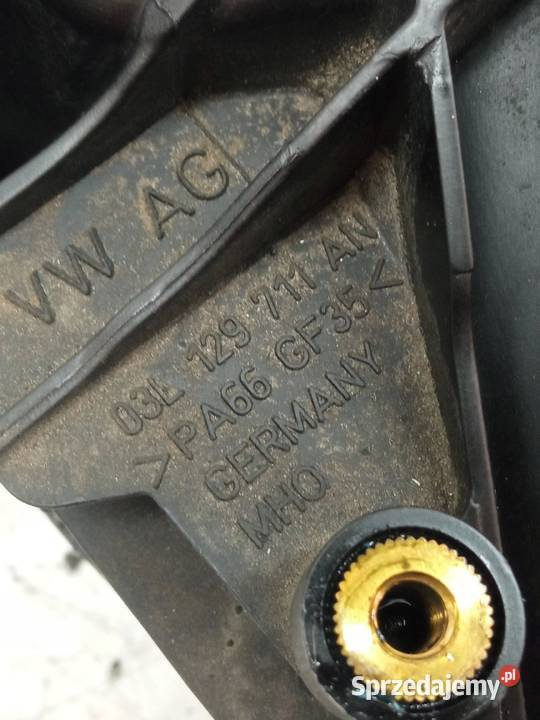 VW AG
03L 129 711 AN
>PA66 GF35<
GERMANY
MHO
Sprzedajemy.pl